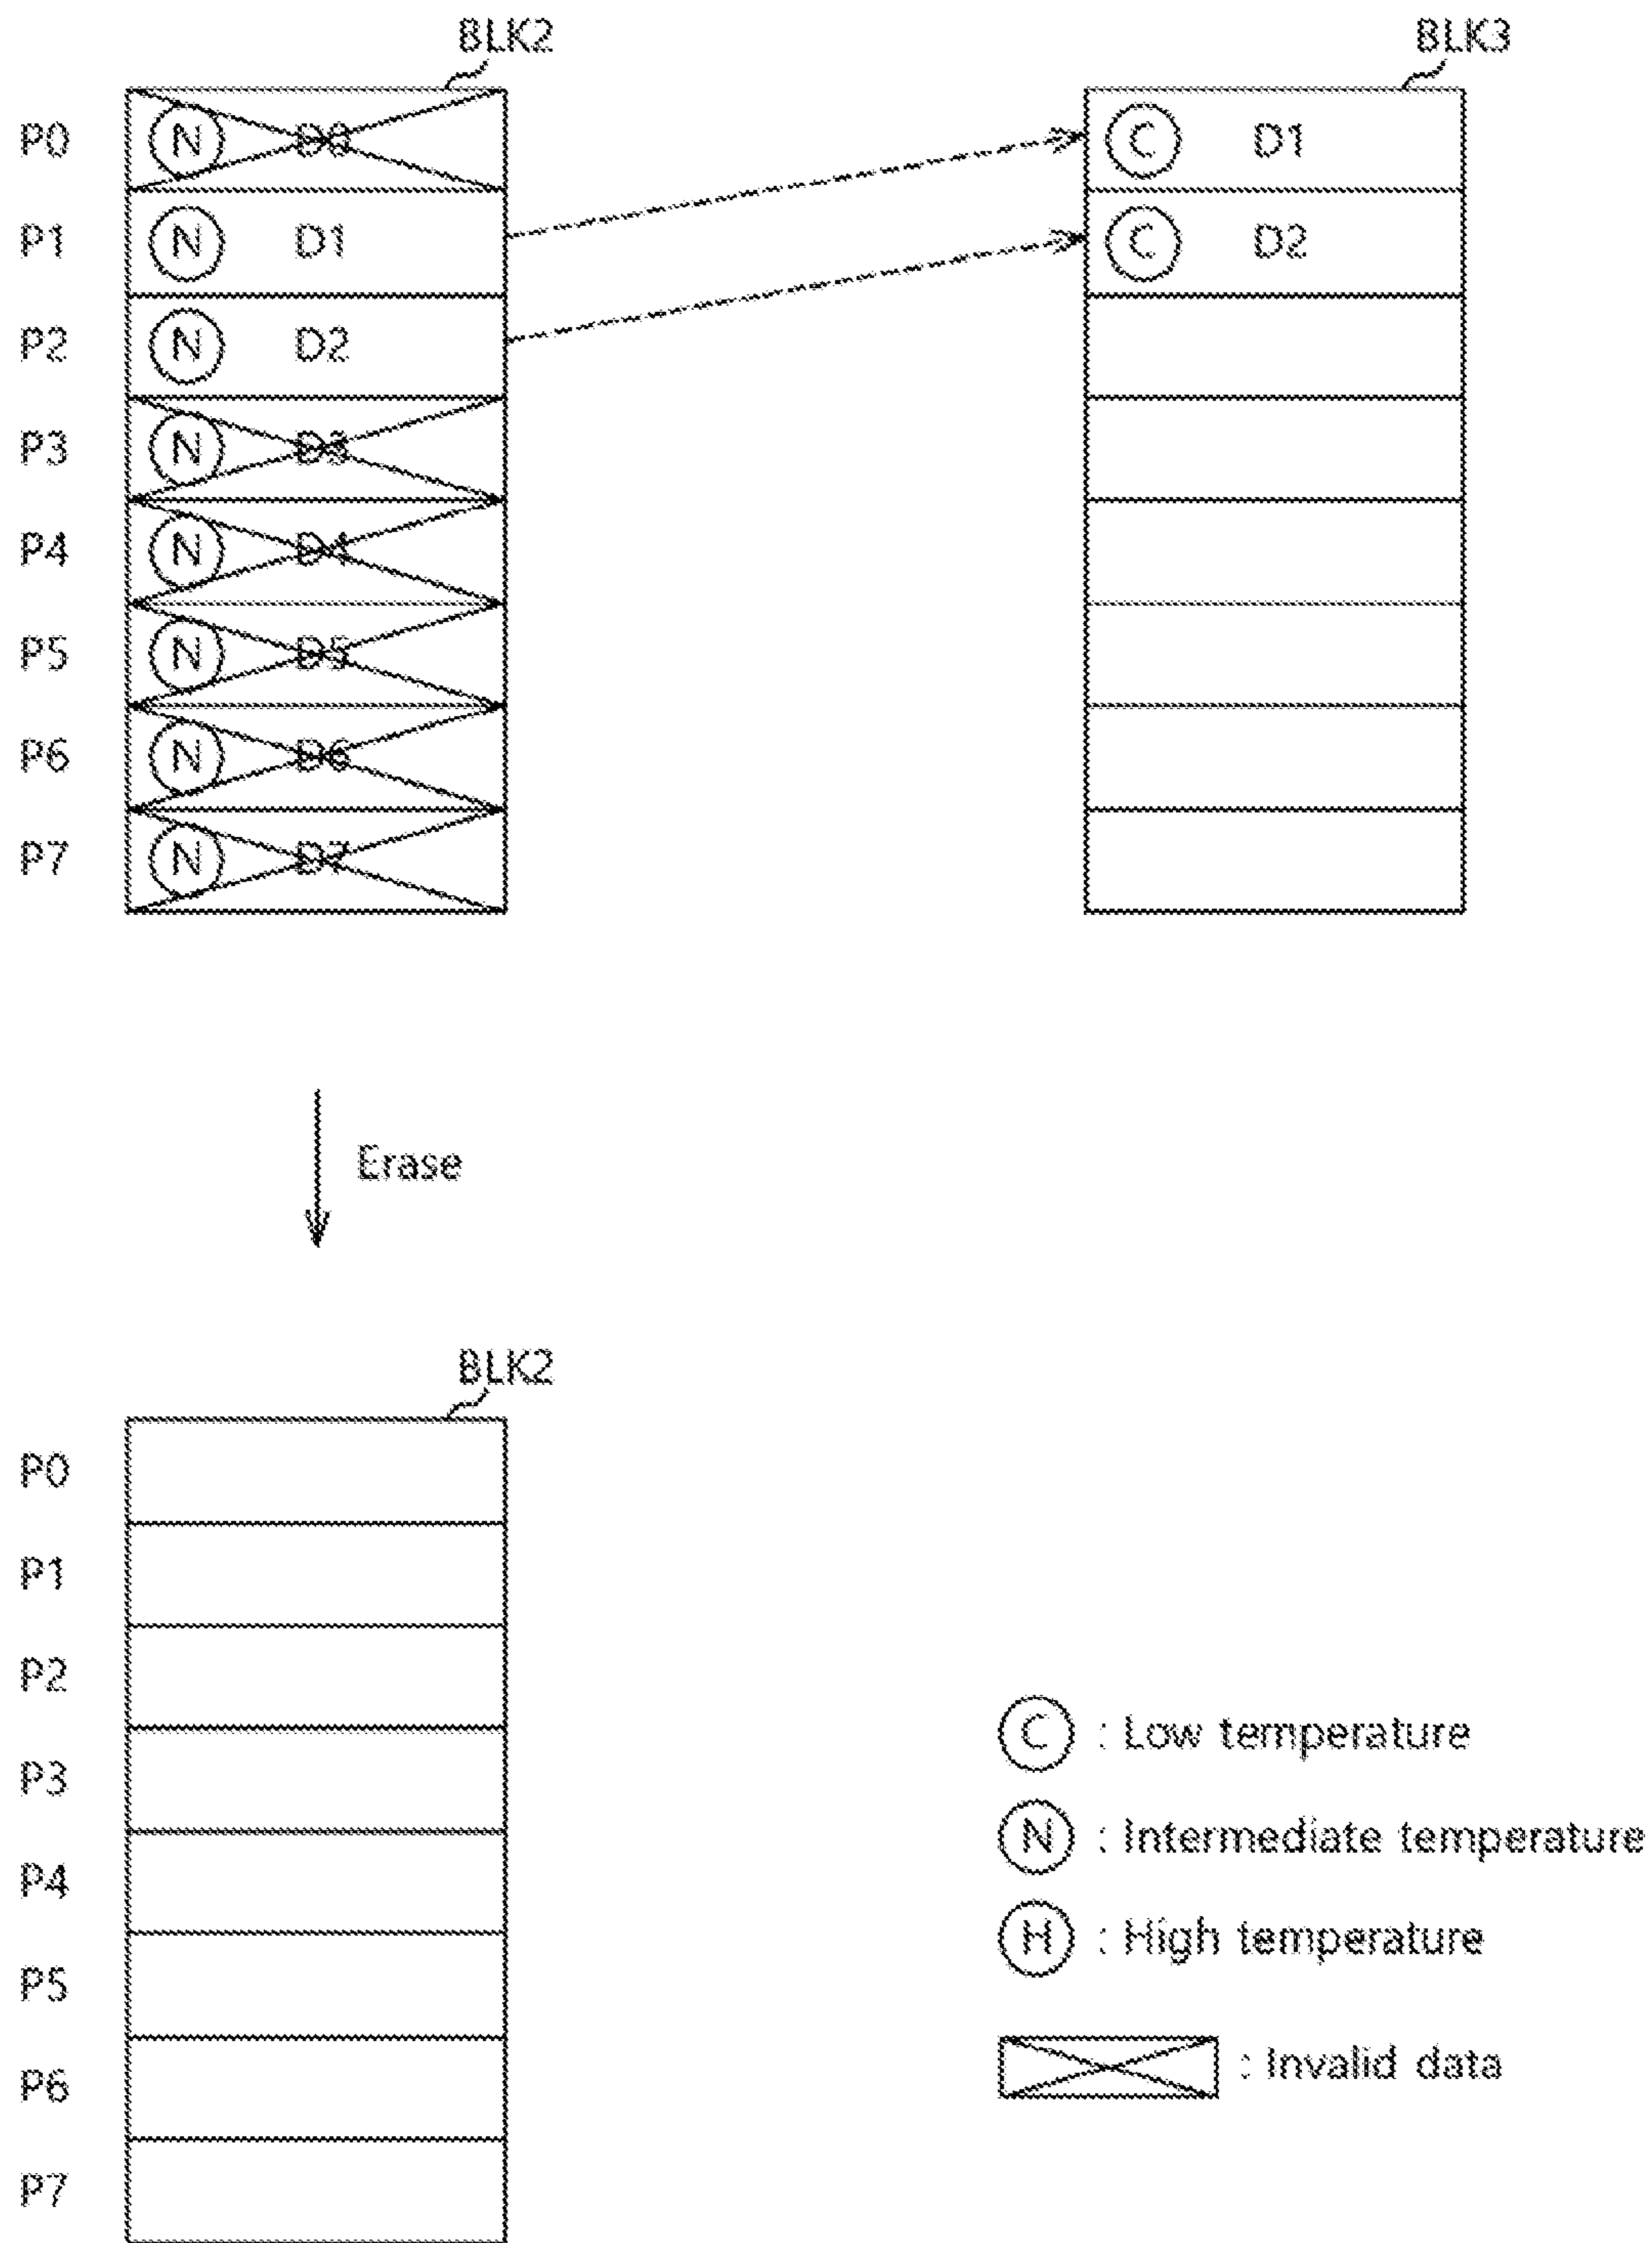 BLK2 BLK3
P0 N D0 C D1
P1 N D1 C D2
P2 N D2
P3 N D3
P4 N D4
P5 N D5
P6 N D6
P7 N D7
Erase
BLK2
P0
P1
P2
P3
P4
P5
P6
P7
C : Low temperature
N : Intermediate temperature
H : High temperature
: Invalid data